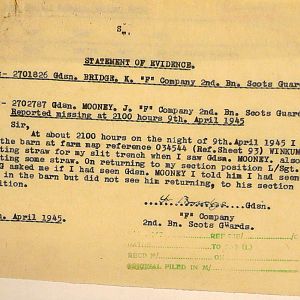 S
STATEMENT OF EVIDENCE.
:- 2701826 Gdsn. BRIDGE, K. "F" Company 2nd. Bn. Scots Guar
:- 2702787 Gdsn. MOONEY. J. "F" Company 2nd. Bn. Scots Guard
Reported missing at 2100 hours 9th. April 1945
Sir,
At about 2100 hours on the night of 9th. April 1945 I
the barn at farm map reference 034544 (Ref.Sheet 93) WINKUM
ting straw for my slit trench when I saw Gdsn. MOONEY. also
ting some straw. On returning to my section position L/Sgt.
G asked me if I had seen Gdsn. MOONEY I told him I had seen
in the barn but did not see him returning, to his section
ition.
Gdsn.
"F" Company
2nd. Bn. Scots Guards.
h. April 1945.
ORIGINAL FILED IN M/